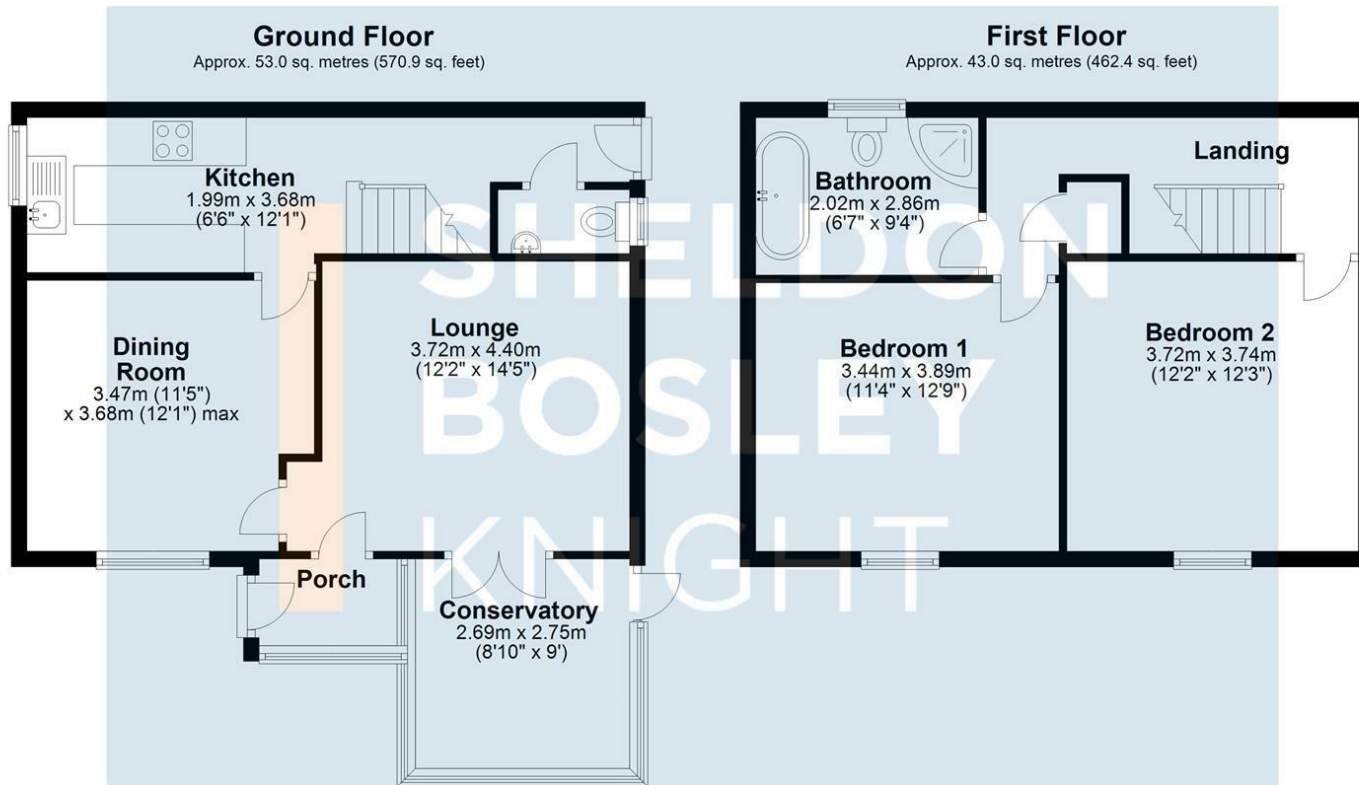 Ground Floor
Approx. 53.0 sq. metres (570.9 sq. feet)
First Floor
Approx. 43.0 sq. metres (462.4 sq. feet)
Kitchen
1.99m x 3.68m
(6'6" x 12'1")
Dining
Room
3.47m (11'5")
x 3.68m (12'1") max
Lounge
3.72m x 4.40m
(12'2" x 14'5")
Porch
Conservatory
2.69m x 2.75m
(8'10" x 9')
Bathroom
2.02m x 2.86m
(6'7" x 9'4")
Landing
Bedroom 1
3.44m x 3.89m
(11'4" x 12'9")
Bedroom 2
3.72m x 3.74m
(12'2" x 12'3")
SHELDON
BOSLEY
KNIGHT